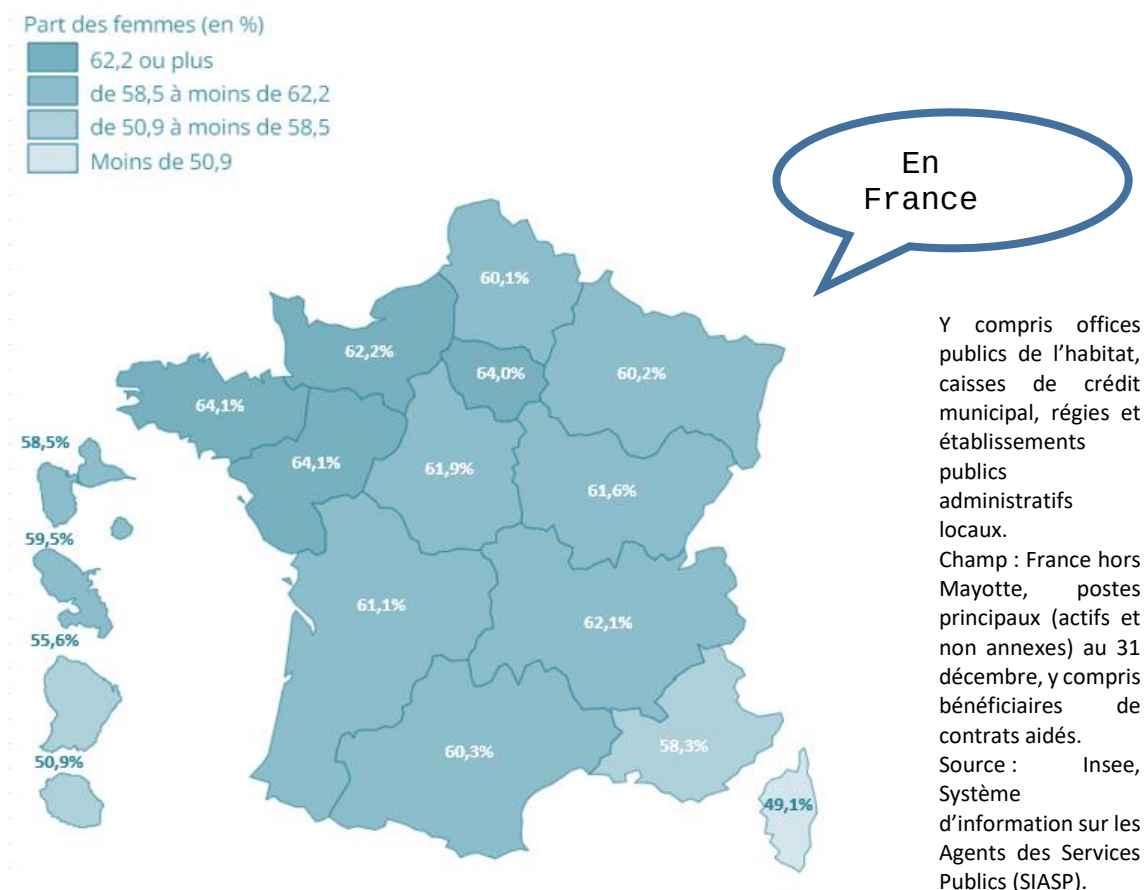 Part des femmes (en %)
62,2 ou plus
de 58,5 à moins de 62,2
de 50,9 à moins de 58,5
Moins de 50,9
En
France
60,1%
62,2%
64,0%
60,2%
64,1%
58,5%
64,1%
61,9%
61,6%
59,5%
61,1%
62,1%
55,6%
60,3%
58,3%
50,9%
49,1%
Y compris offices
publics de l’habitat,
caisses de crédit
municipal, régies et
établissements
publics
administratifs
locaux.
Champ : France hors
Mayotte, postes
principaux (actifs et
non annexes) au 31
décembre, y compris
bénéficiaires de
contrats aidés.
Source : Insee,
Système
d’information sur les
Agents des Services
Publics (SIASP).